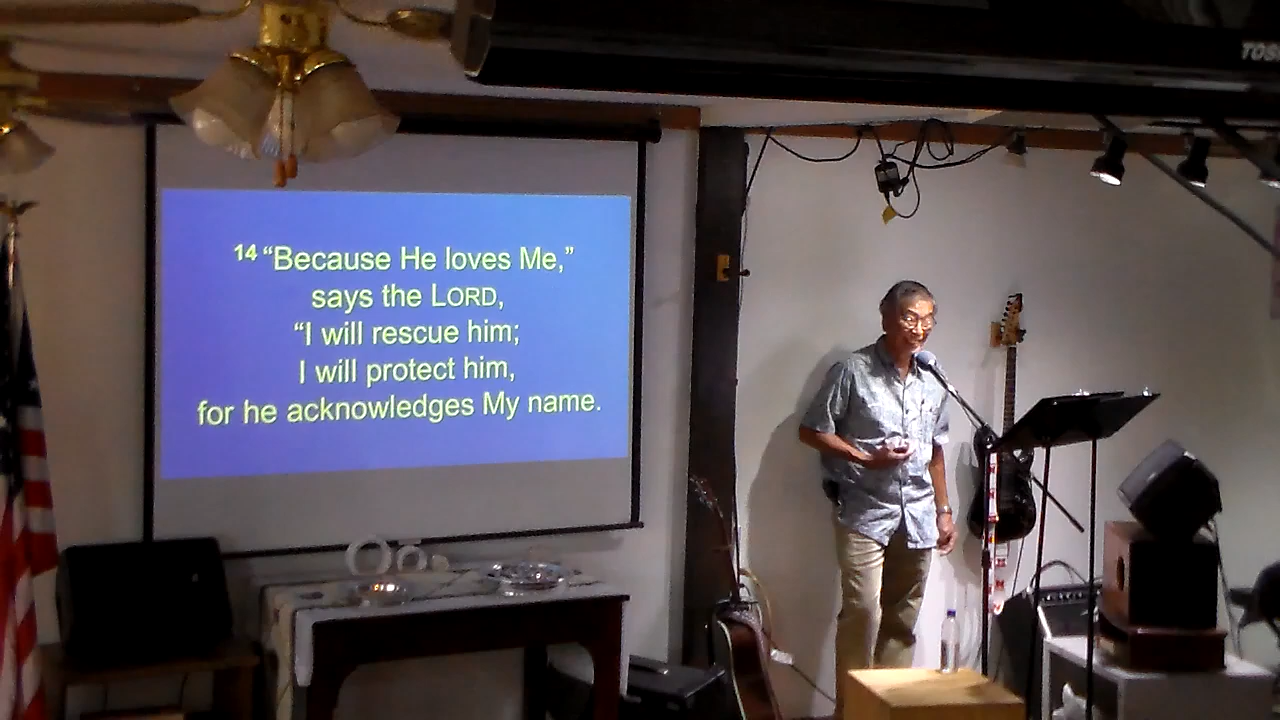 14 “Because He loves Me,”
says the LORD,
“I will rescue him;
I will protect him,
for he acknowledges My name.